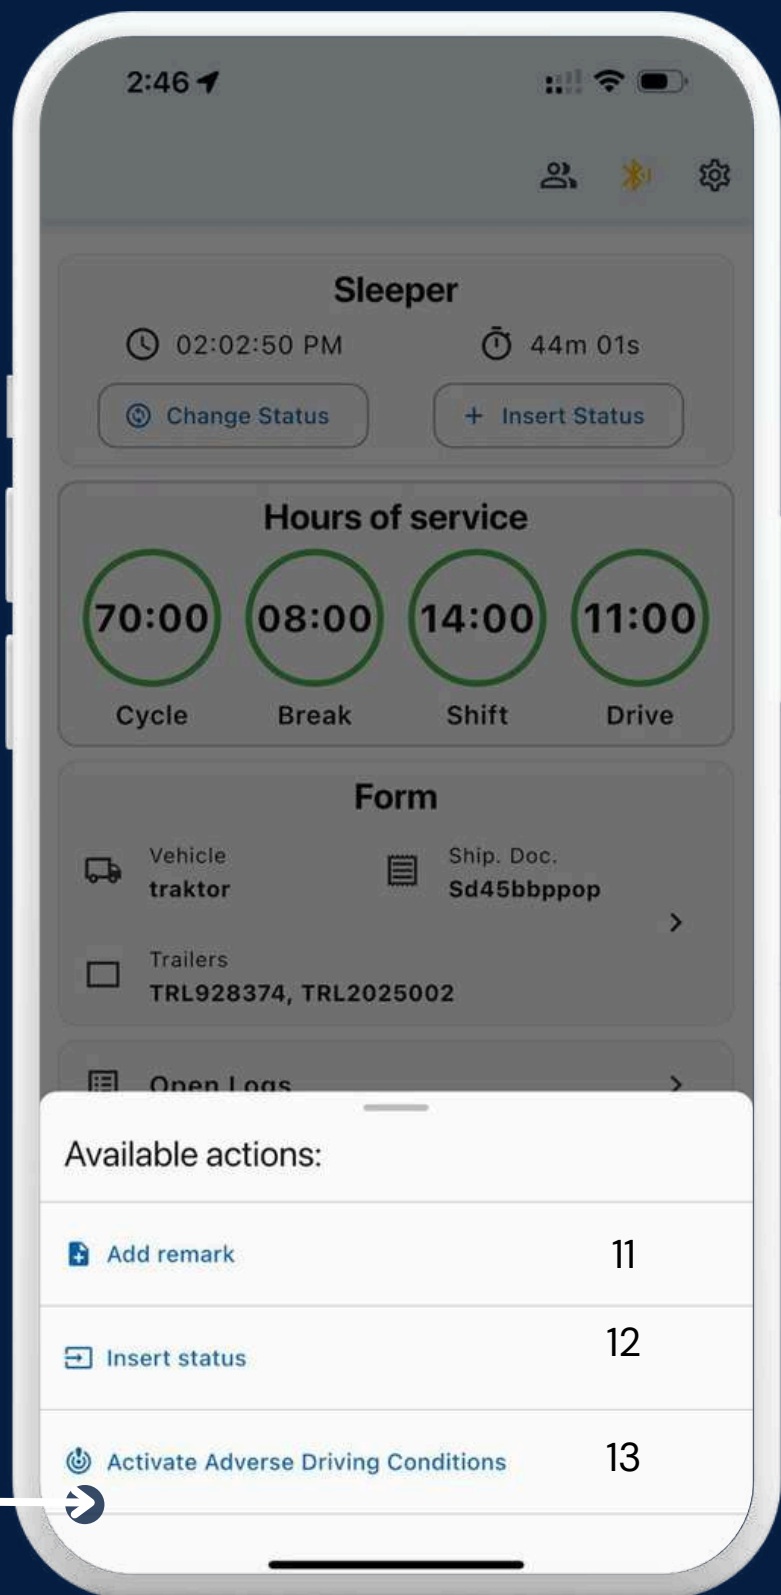 2:46
Sleeper
02:02:50 PM 44m 01s
Change Status + Insert Status
Hours of service
70:00 08:00 14:00 11:00
Cycle Break Shift Drive
Form
Vehicle Ship. Doc.
traktor Sd45bbppop
Trailers
TRL928374, TRL2025002
Open Logs
Available actions:
Add remark 11
Insert status 12
Activate Adverse Driving Conditions 13